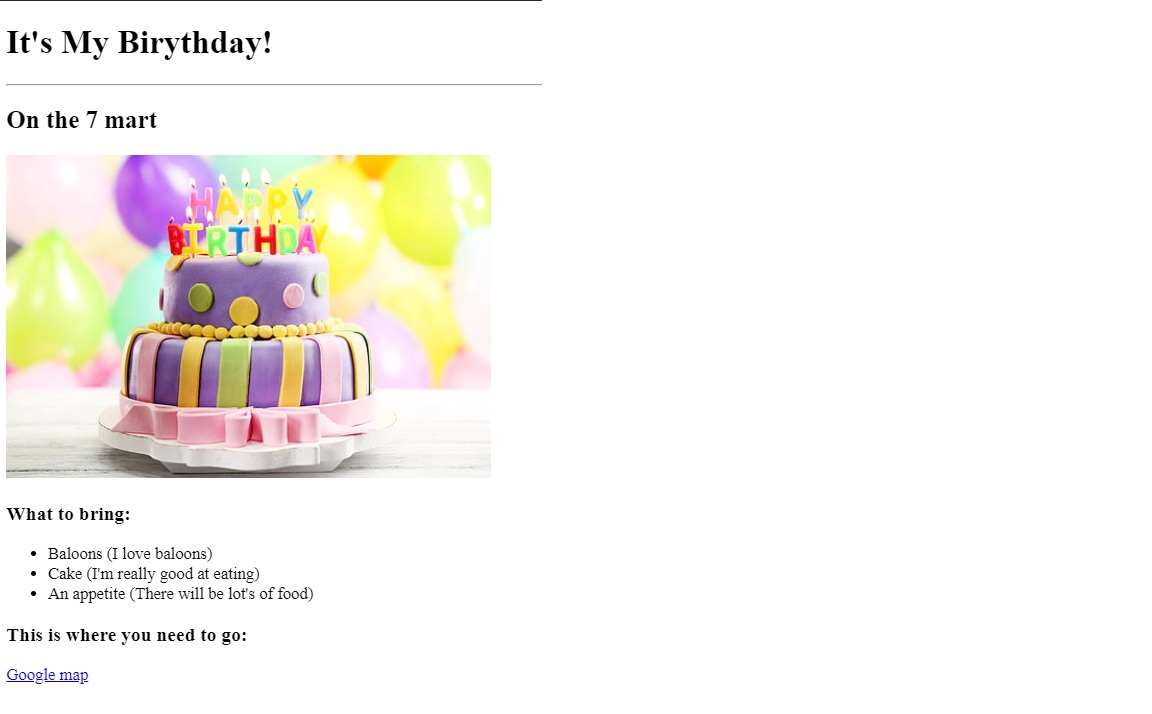 It's My Birythday!
On the 7 mart
HAPPY
BIRTHDAY
What to bring:
Baloons (I love baloons)
Cake (I'm really good at eating)
An appetite (There will be lot's of food)
This is where you need to go:
Google map